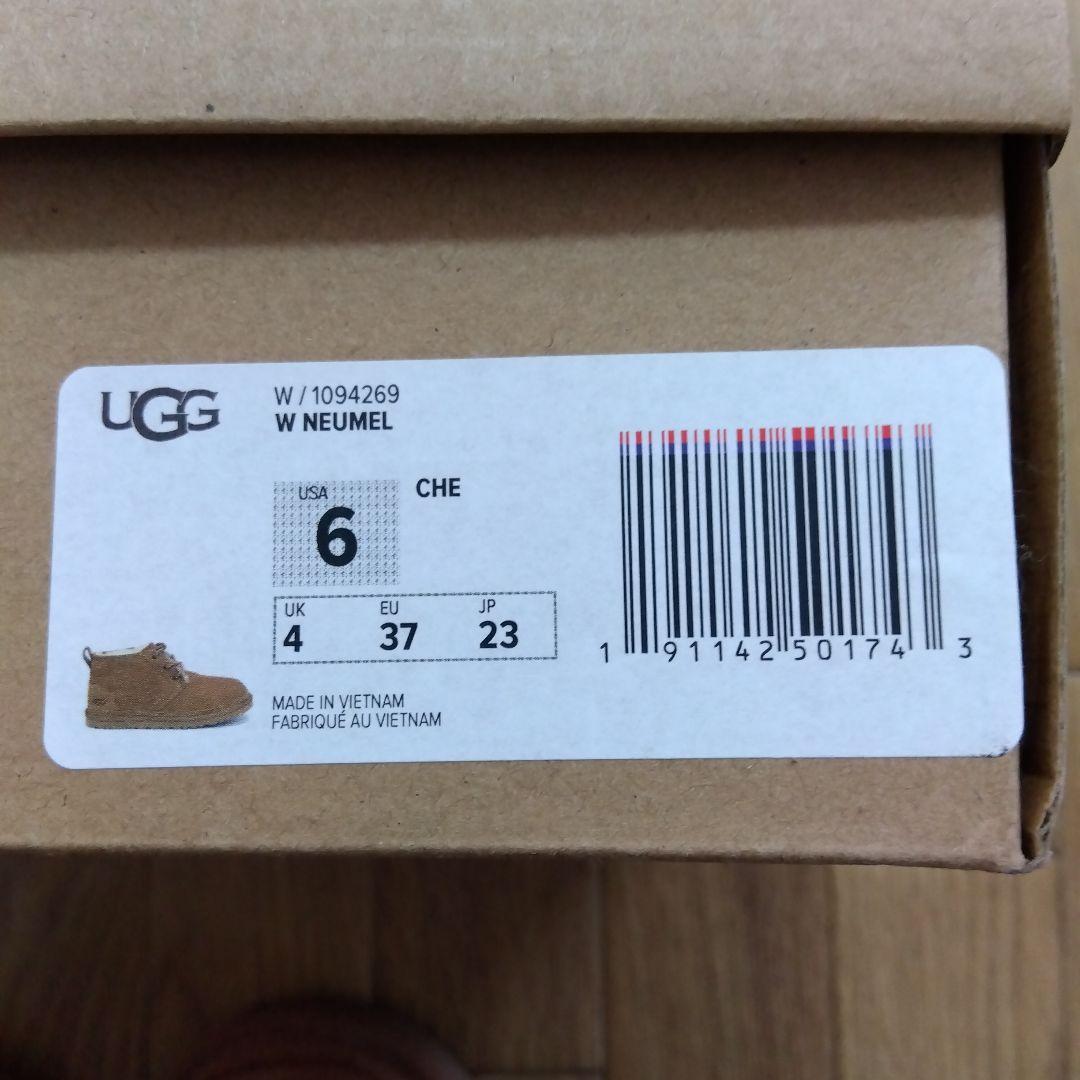 UGG
W / 1094269
W NEUMEL
USA
6
CHE
UK EU JP
4 37 23
MADE IN VIETNAM
FABRIQUÉ AU VIETNAM
1 91142 50174 3